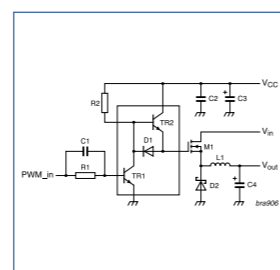 VCC
R2
C2
C3
TR2
D1
Vin
M1
C1
L1
Vout
R1
PWM_in
TR1
D2
C4
bra906